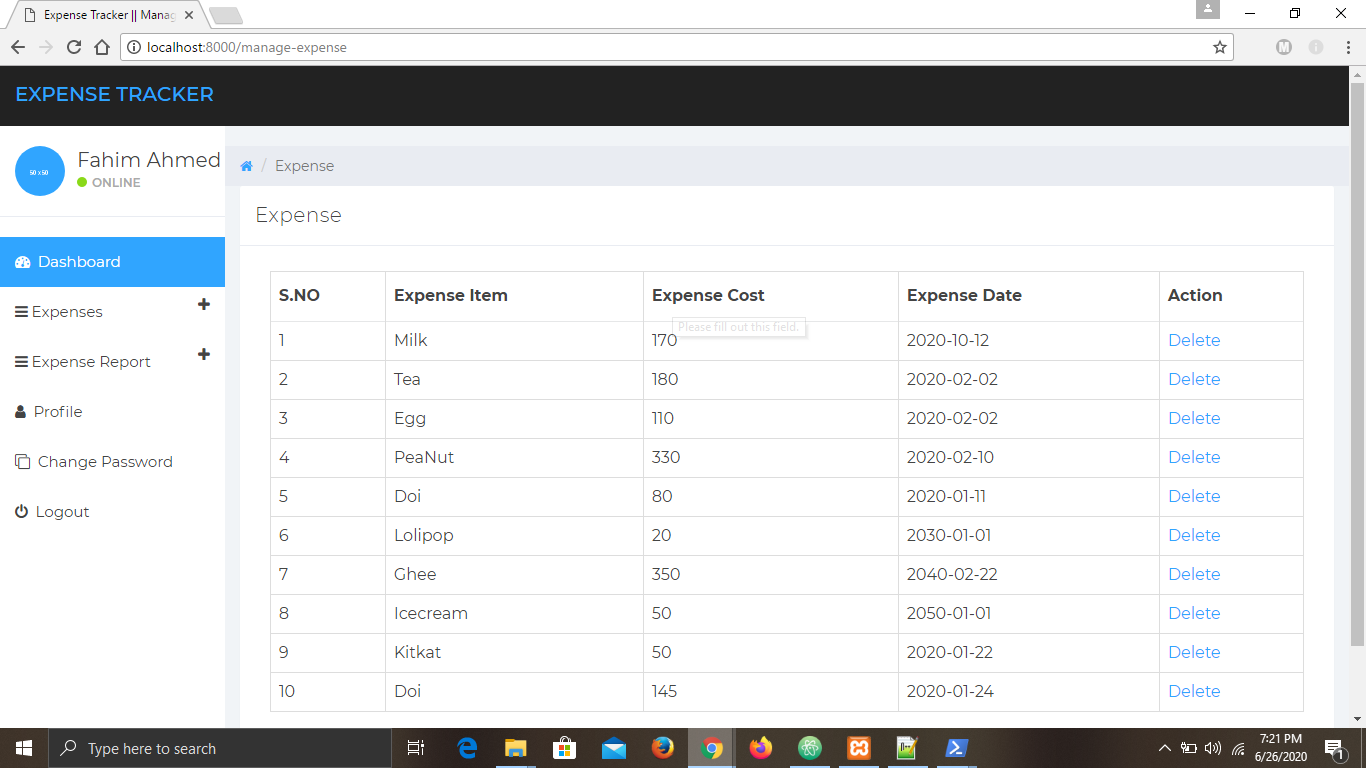 Expense Tracker || Manag
localhost:8000/manage-expense
EXPENSE TRACKER
50 x 50
Fahim Ahmed
ONLINE
/ Expense
Expense
Dashboard
Expenses
Expense Report
Profile
Change Password
Logout
S.NO Expense Item Expense Cost Expense Date Action
Please fill out this field.
1 Milk 170 2020-10-12 Delete
2 Tea 180 2020-02-02 Delete
3 Egg 110 2020-02-02 Delete
4 PeaNut 330 2020-02-10 Delete
5 Doi 80 2020-01-11 Delete
6 Lolipop 20 2030-01-01 Delete
7 Ghee 350 2040-02-22 Delete
8 Icecream 50 2050-01-01 Delete
9 Kitkat 50 2020-01-22 Delete
10 Doi 145 2020-01-24 Delete
Type here to search
7:21 PM
6/26/2020
1